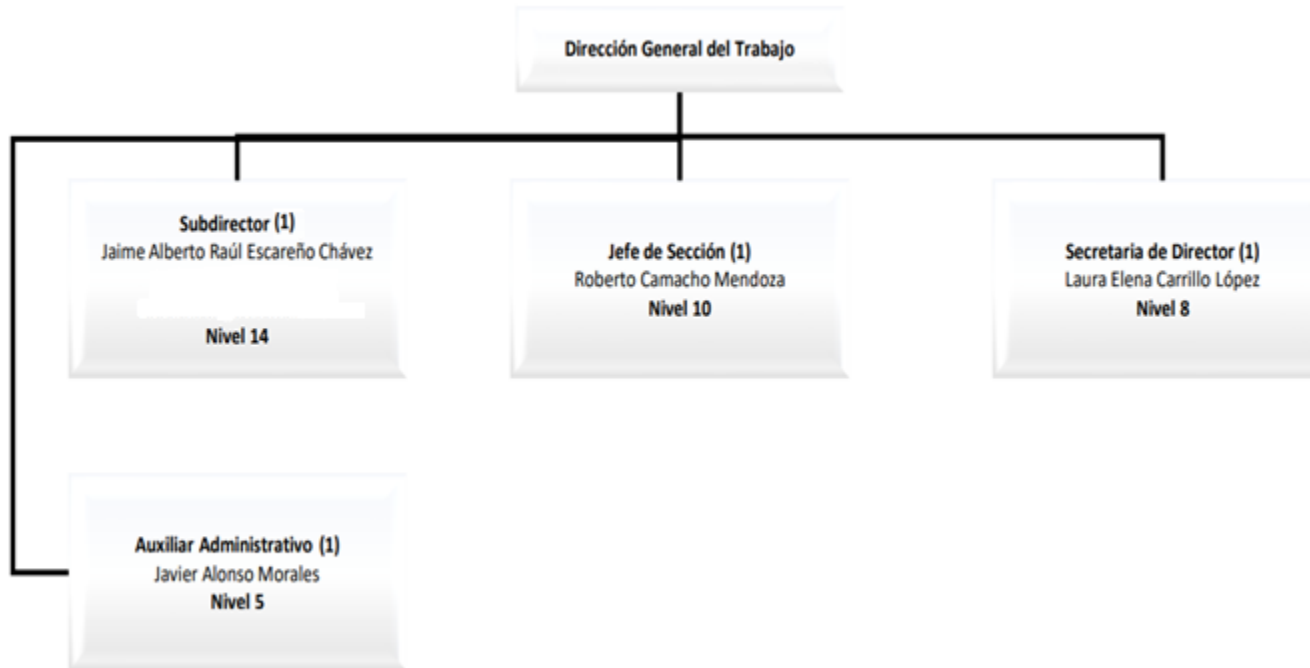 Dirección General del Trabajo
Subdirector (1)
Jaime Alberto Raúl Escareño Chávez
Nivel 14
Jefe de Sección (1)
Roberto Camacho Mendoza
Nivel 10
Secretaria de Director (1)
Laura Elena Carrillo López
Nivel 8
Auxiliar Administrativo (1)
Javier Alonso Morales
Nivel 5